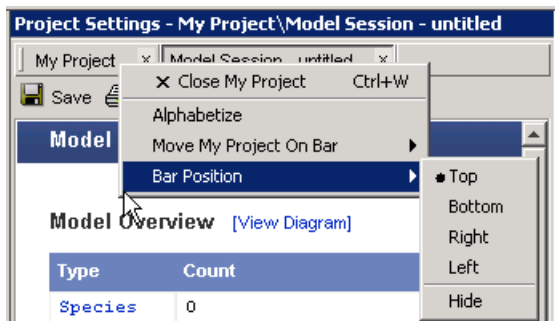 Project Settings - My Project\Model Session - untitled
My Project x Model Session - untitled x
Save
Close My Project Ctrl+W
Alphabetize
Move My Project On Bar
Model
Bar Position
Top
Bottom
Right
Left
Hide
Model Overview [View Diagram]
Type Count
Species 0